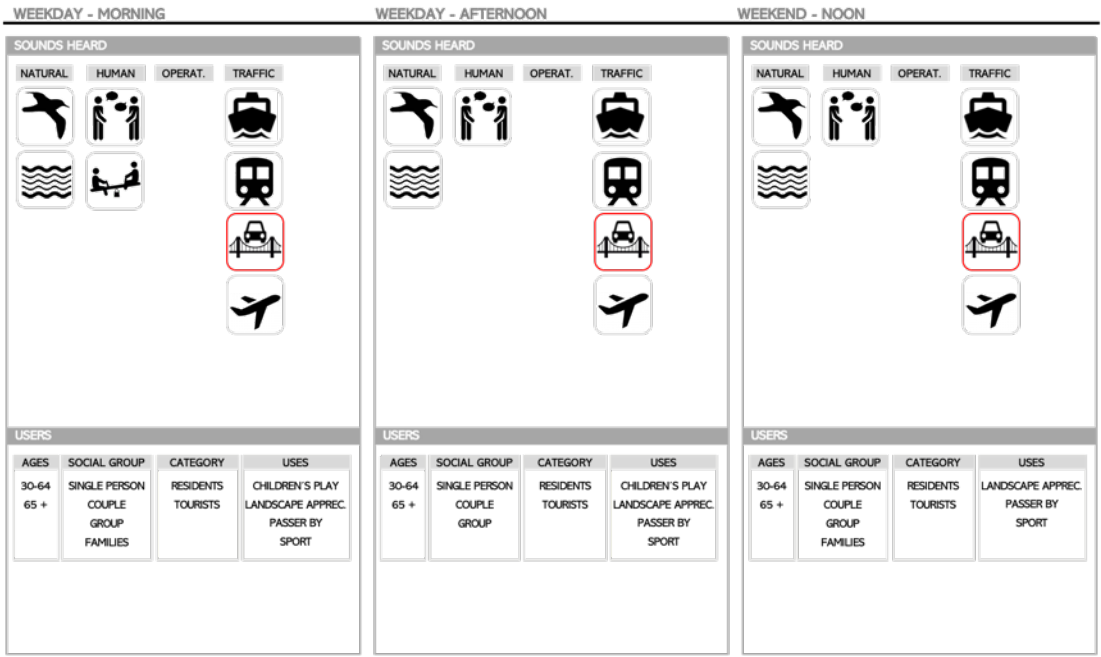 WEEKDAY - MORNING
WEEKDAY - AFTERNOON
WEEKEND - NOON
SOUNDS HEARD
NATURAL HUMAN OPERAT. TRAFFIC
USERS
AGES SOCIAL GROUP CATEGORY USES
30-64 SINGLE PERSON RESIDENTS CHILDREN´S PLAY
65 + COUPLE TOURISTS LANDSCAPE APPREC.
GROUP PASSER BY
FAMILIES SPORT
SOUNDS HEARD
NATURAL HUMAN OPERAT. TRAFFIC
USERS
AGES SOCIAL GROUP CATEGORY USES
30-64 SINGLE PERSON RESIDENTS CHILDREN´S PLAY
65 + COUPLE TOURISTS LANDSCAPE APPREC.
GROUP PASSER BY
SPORT
SOUNDS HEARD
NATURAL HUMAN OPERAT. TRAFFIC
USERS
AGES SOCIAL GROUP CATEGORY USES
30-64 SINGLE PERSON RESIDENTS LANDSCAPE APPREC.
65 + COUPLE TOURISTS PASSER BY
GROUP SPORT
FAMILIES